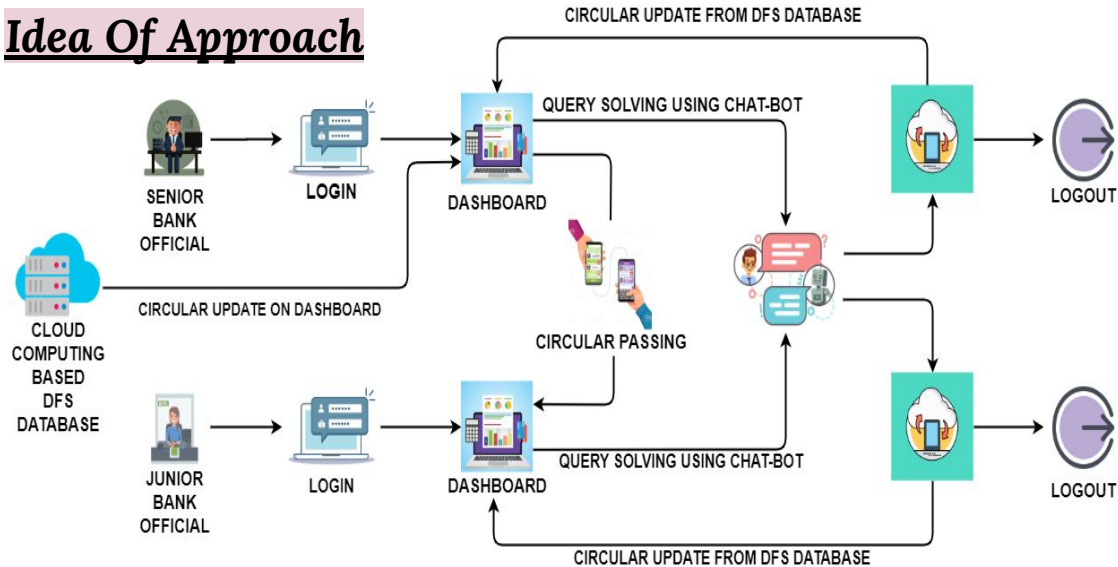 Idea Of Approach
CIRCULAR UPDATE FROM DFS DATABASE
QUERY SOLVING USING CHAT-BOT
SENIOR
BANK
OFFICIAL
LOGIN
DASHBOARD
LOGOUT
CIRCULAR UPDATE ON DASHBOARD
CLOUD
COMPUTING
BASED
DFS
DATABASE
CIRCULAR PASSING
JUNIOR
BANK
OFFICIAL
LOGIN
DASHBOARD
QUERY SOLVING USING CHAT-BOT
LOGOUT
CIRCULAR UPDATE FROM DFS DATABASE